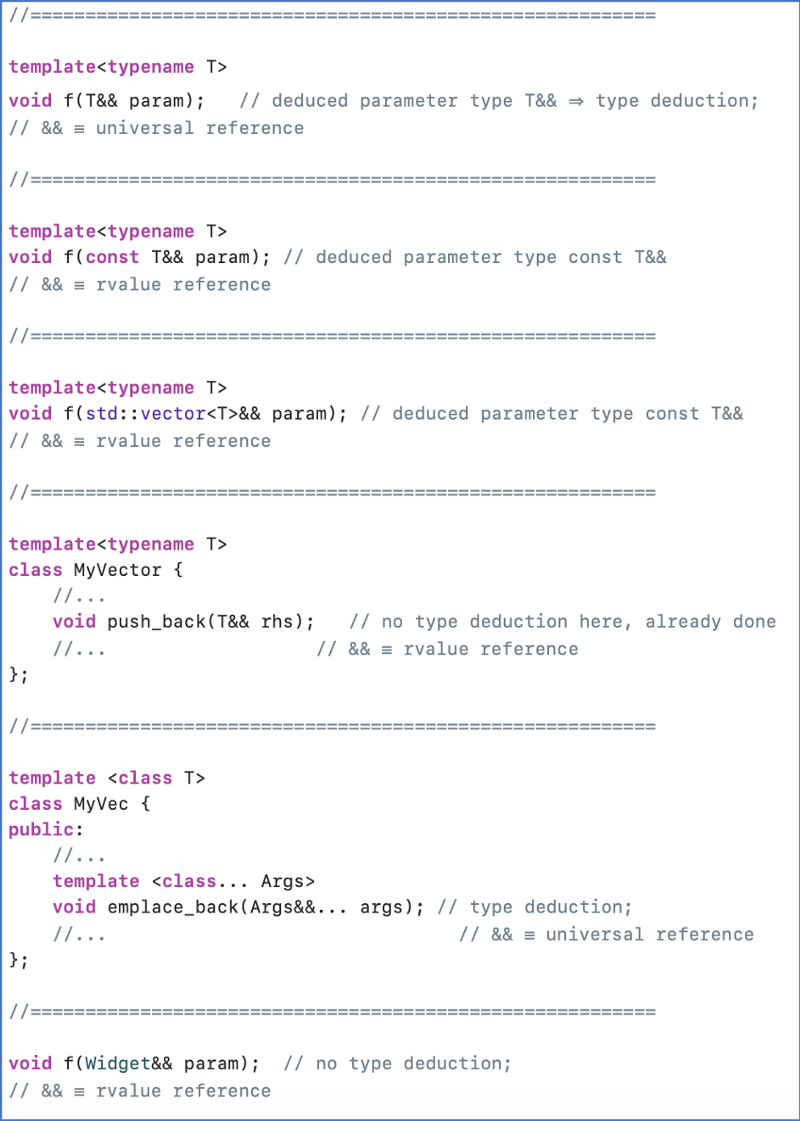 //=========================================================
template<typename T>
void f(T&& param);   // deduced parameter type T&& ⇒ type deduction;
// && ≡ universal reference
//=========================================================
template<typename T>
void f(const T&& param); // deduced parameter type const T&&
// && ≡ rvalue reference
//=========================================================
template<typename T>
void f(std::vector<T>&& param); // deduced parameter type const T&&
// && ≡ rvalue reference
//=========================================================
template<typename T>
class MyVector {
    //...
    void push_back(T&& rhs);   // no type deduction here, already done
    //...                   // && ≡ rvalue reference
};
//=========================================================
template <class T>
class MyVec {
public:
    //...
    template <class... Args>
    void emplace_back(Args&&... args); // type deduction;
    //...                                // && ≡ universal reference
};
//=========================================================
void f(Widget&& param);  // no type deduction;
// && ≡ rvalue reference